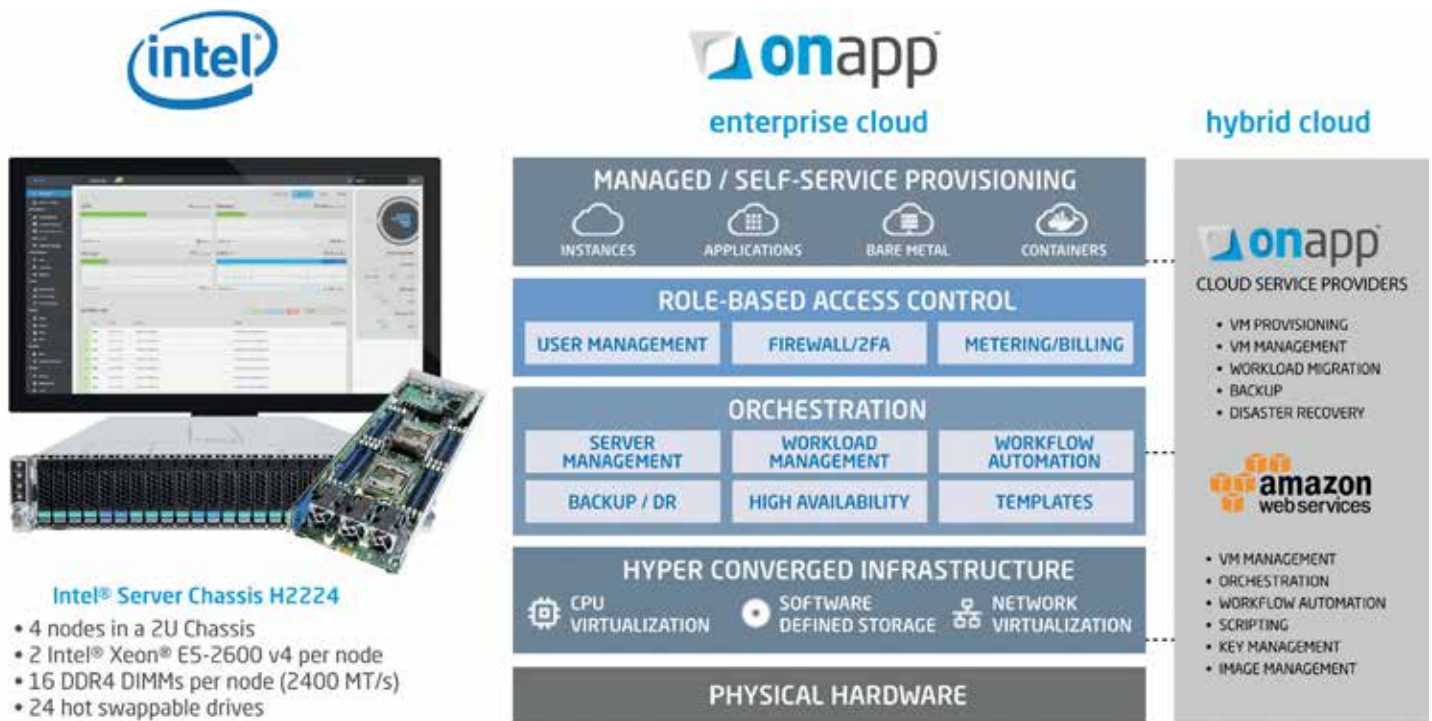 intel®
Intel® Server Chassis H2224
• 4 nodes in a 2U Chassis
• 2 Intel® Xeon® E5-2600 v4 per node
• 16 DDR4 DIMMs per node (2400 MT/s)
• 24 hot swappable drives
onapp
enterprise cloud
MANAGED / SELF-SERVICE PROVISIONING
INSTANCES
APPLICATIONS
BARE METAL
CONTAINERS
ROLE-BASED ACCESS CONTROL
USER MANAGEMENT
FIREWALL/2FA
METERING/BILLING
ORCHESTRATION
SERVER
MANAGEMENT
WORKLOAD
MANAGEMENT
WORKFLOW
AUTOMATION
BACKUP / DR
HIGH AVAILABILITY
TEMPLATES
HYPER CONVERGED INFRASTRUCTURE
CPU
VIRTUALIZATION
SOFTWARE
DEFINED STORAGE
NETWORK
VIRTUALIZATION
PHYSICAL HARDWARE
hybrid cloud
onapp
CLOUD SERVICE PROVIDERS
• VM PROVISIONING
• VM MANAGEMENT
• WORKLOAD MIGRATION
• BACKUP
• DISASTER RECOVERY
amazon
webservices
• VM MANAGEMENT
• ORCHESTRATION
• WORKFLOW AUTOMATION
• SCRIPTING
• KEY MANAGEMENT
• IMAGE MANAGEMENT